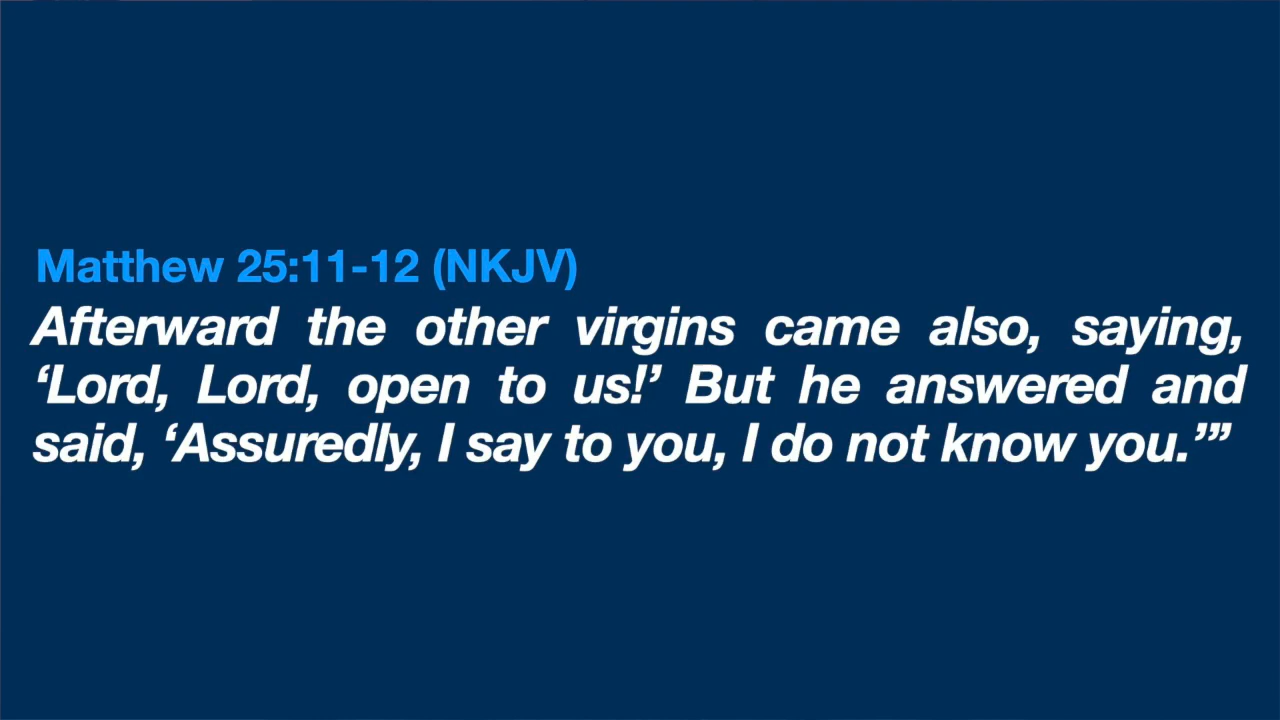 Matthew 25:11-12 (NKJV)
Afterward the other virgins came also, saying,
‘Lord, Lord, open to us!’ But he answered and
said, ‘Assuredly, I say to you, I do not know you.’”